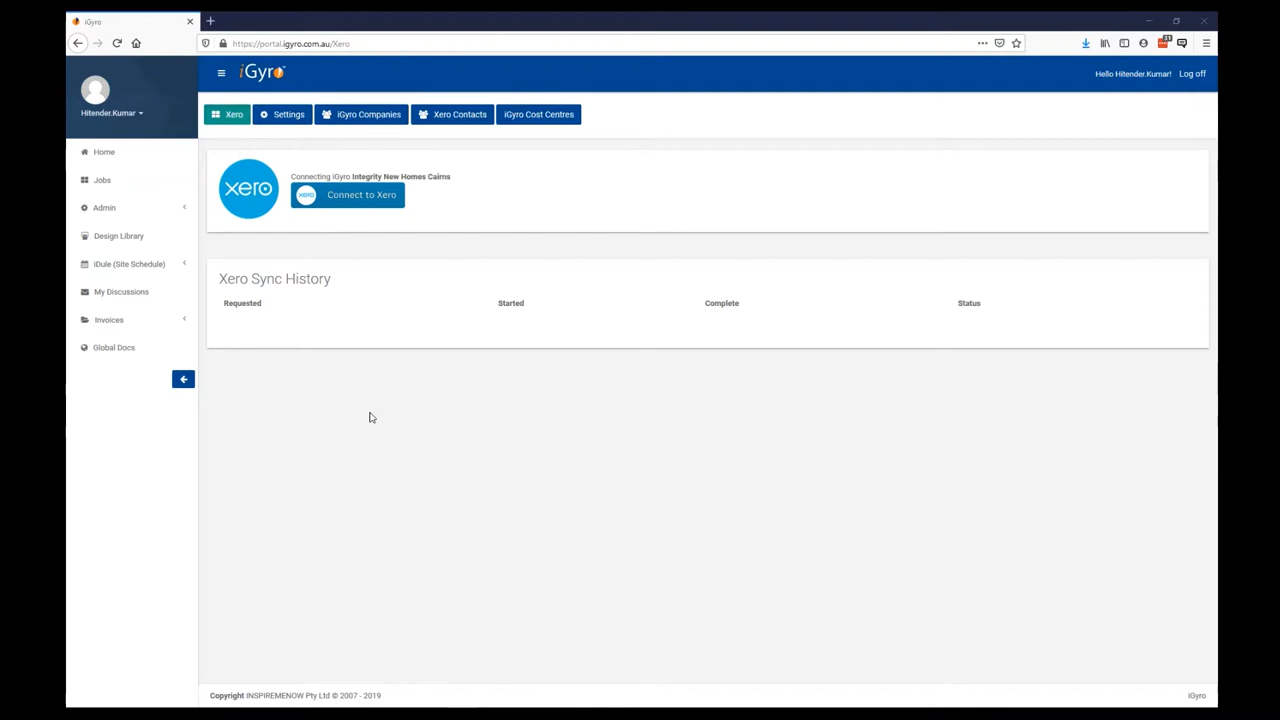 iGyro
https://portal.igyro.com.au/Xero
31
Hitender.Kumar
iGyro
Hello Hitender.Kumar! Log off
Xero Settings iGyro Companies Xero Contacts iGyro Cost Centres
Home
Jobs
Admin
Design Library
iDule (Site Schedule)
My Discussions
Invoices
Global Docs
xero
Connecting iGyro Integrity New Homes Cairns
xero Connect to Xero
Xero Sync History
Requested Started Complete Status
Copyright INSPIREMENOW Pty Ltd © 2007 - 2019 iGyro